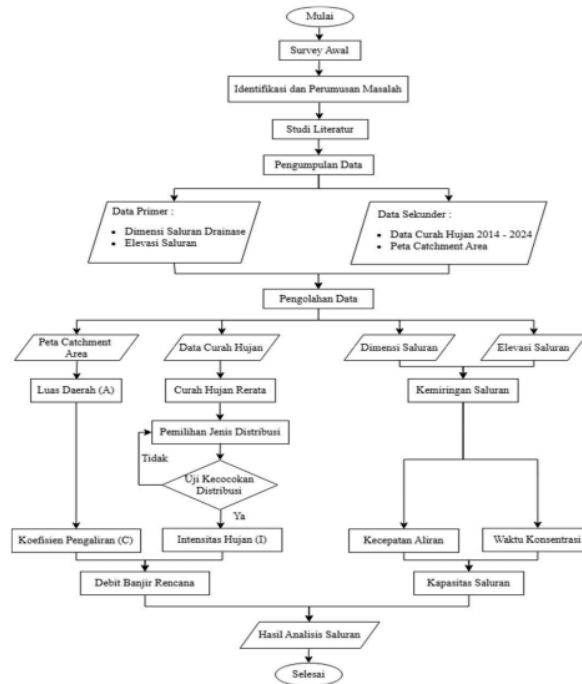 Mulai
Survey Awal
Identifikasi dan Perumusan Masalah
Studi Literatur
Pengumpulan Data
Data Primer :
• Dimensi Saluran Drainase
• Elevasi Saluran
Data Sekunder :
• Data Curah Hujan 2014 - 2024
• Peta Catchment Area
Pengolahan Data
Peta Catchment
Area
Data Curah Hujan
Dimensi Saluran
Elevasi Saluran
Luas Daerah (A)
Curah Hujan Rerata
Kemiringan Saluran
Pemilihan Jenis Distribusi
Tidak
Uji Kecocokan
Distribusi
Ya
Koefisien Pengaliran (C)
Intensitas Hujan (I)
Kecepatan Aliran
Waktu Konsentrasi
Debit Banjir Rencana
Kapasitas Saluran
Hasil Analisis Saluran
Selesai